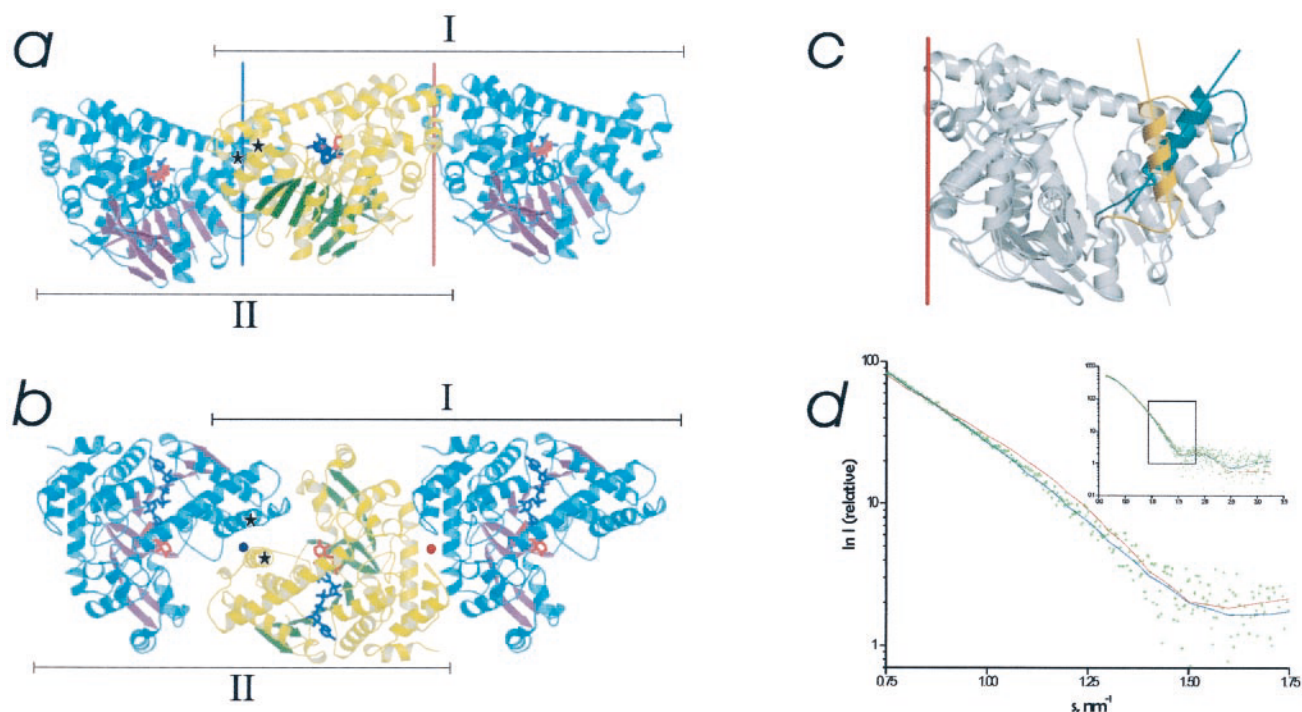 a
I
II
b
I
II
c
d
ln I (relative)
100
10
1
0.75
1.00
1.25
1.50
1.75
s, nm⁻¹